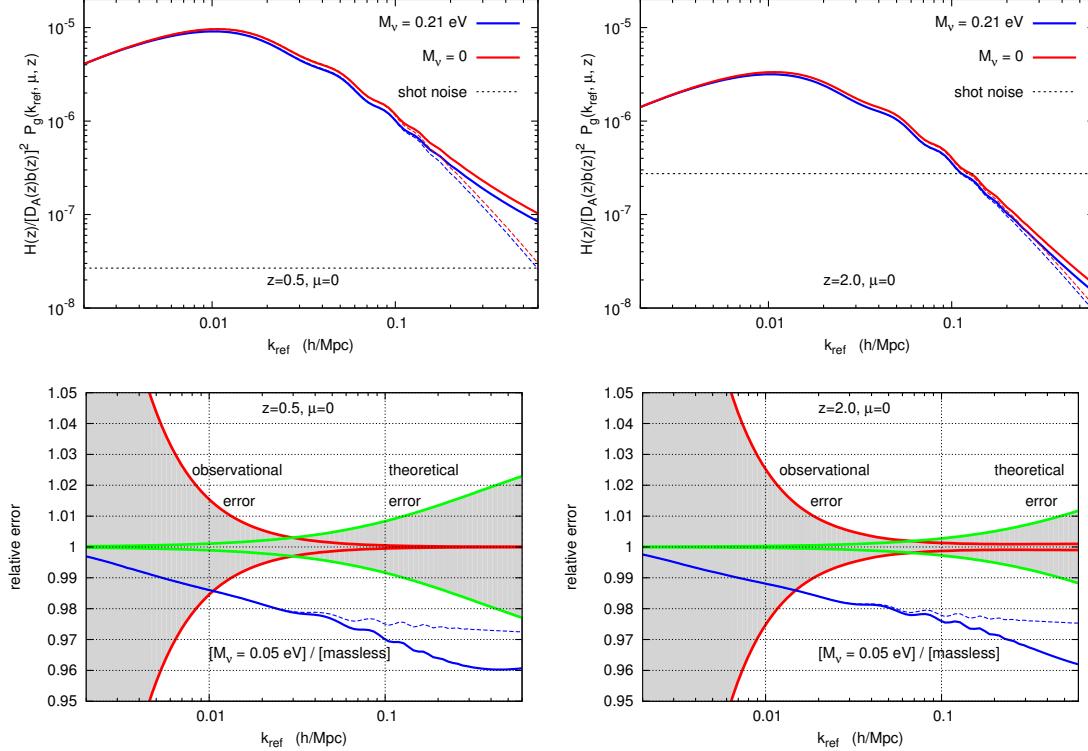 H(z)/[D_A(z)b(z)]² P_g(k_ref, μ, z)
10⁻⁵
10⁻⁶
10⁻⁷
10⁻⁸
M_ν = 0.21 eV
M_ν = 0
shot noise
z=0.5, μ=0
0.01
0.1
k_ref (h/Mpc)
H(z)/[D_A(z)b(z)]² P_g(k_ref, μ, z)
10⁻⁵
10⁻⁶
10⁻⁷
10⁻⁸
M_ν = 0.21 eV
M_ν = 0
shot noise
z=2.0, μ=0
0.01
0.1
k_ref (h/Mpc)
relative error
1.05
1.04
1.03
1.02
1.01
1
0.99
0.98
0.97
0.96
0.95
z=0.5, μ=0
observational
error
theoretical
error
[M_ν = 0.05 eV] / [massless]
0.01
0.1
k_ref (h/Mpc)
relative error
1.05
1.04
1.03
1.02
1.01
1
0.99
0.98
0.97
0.96
0.95
z=2.0, μ=0
observational
error
theoretical
error
[M_ν = 0.05 eV] / [massless]
0.01
0.1
k_ref (h/Mpc)